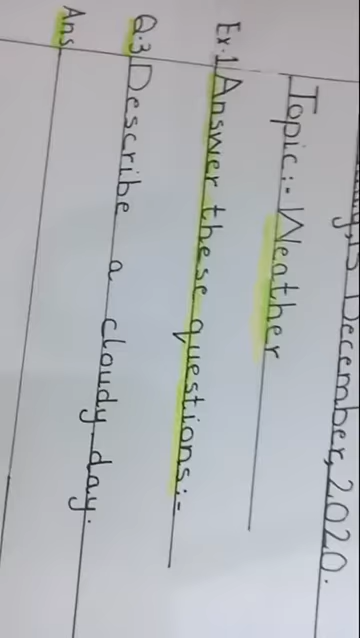 December, 2020.
Topic:- Weather
Ex.1 Answer these questions:-
Q.3 Describe a cloudy day.
Ans